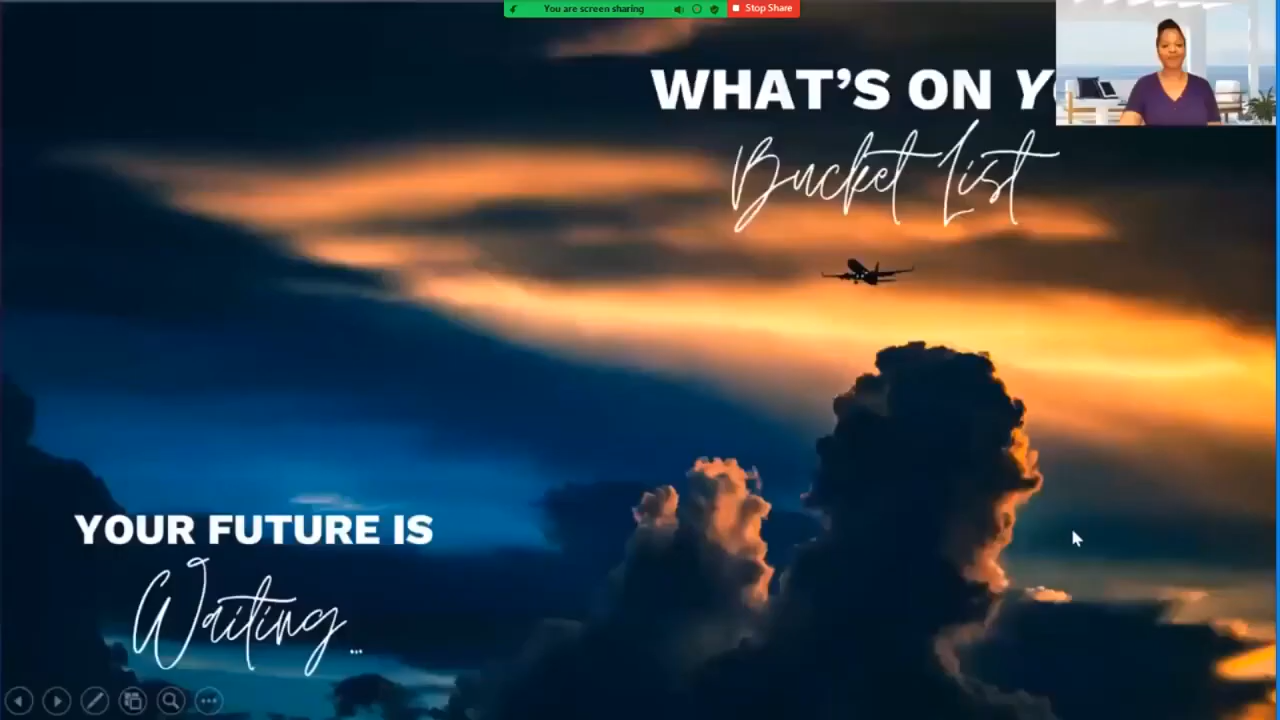 You are screen sharing
Stop Share
WHAT'S ON
Bucket List
YOUR FUTURE IS
Waiting...